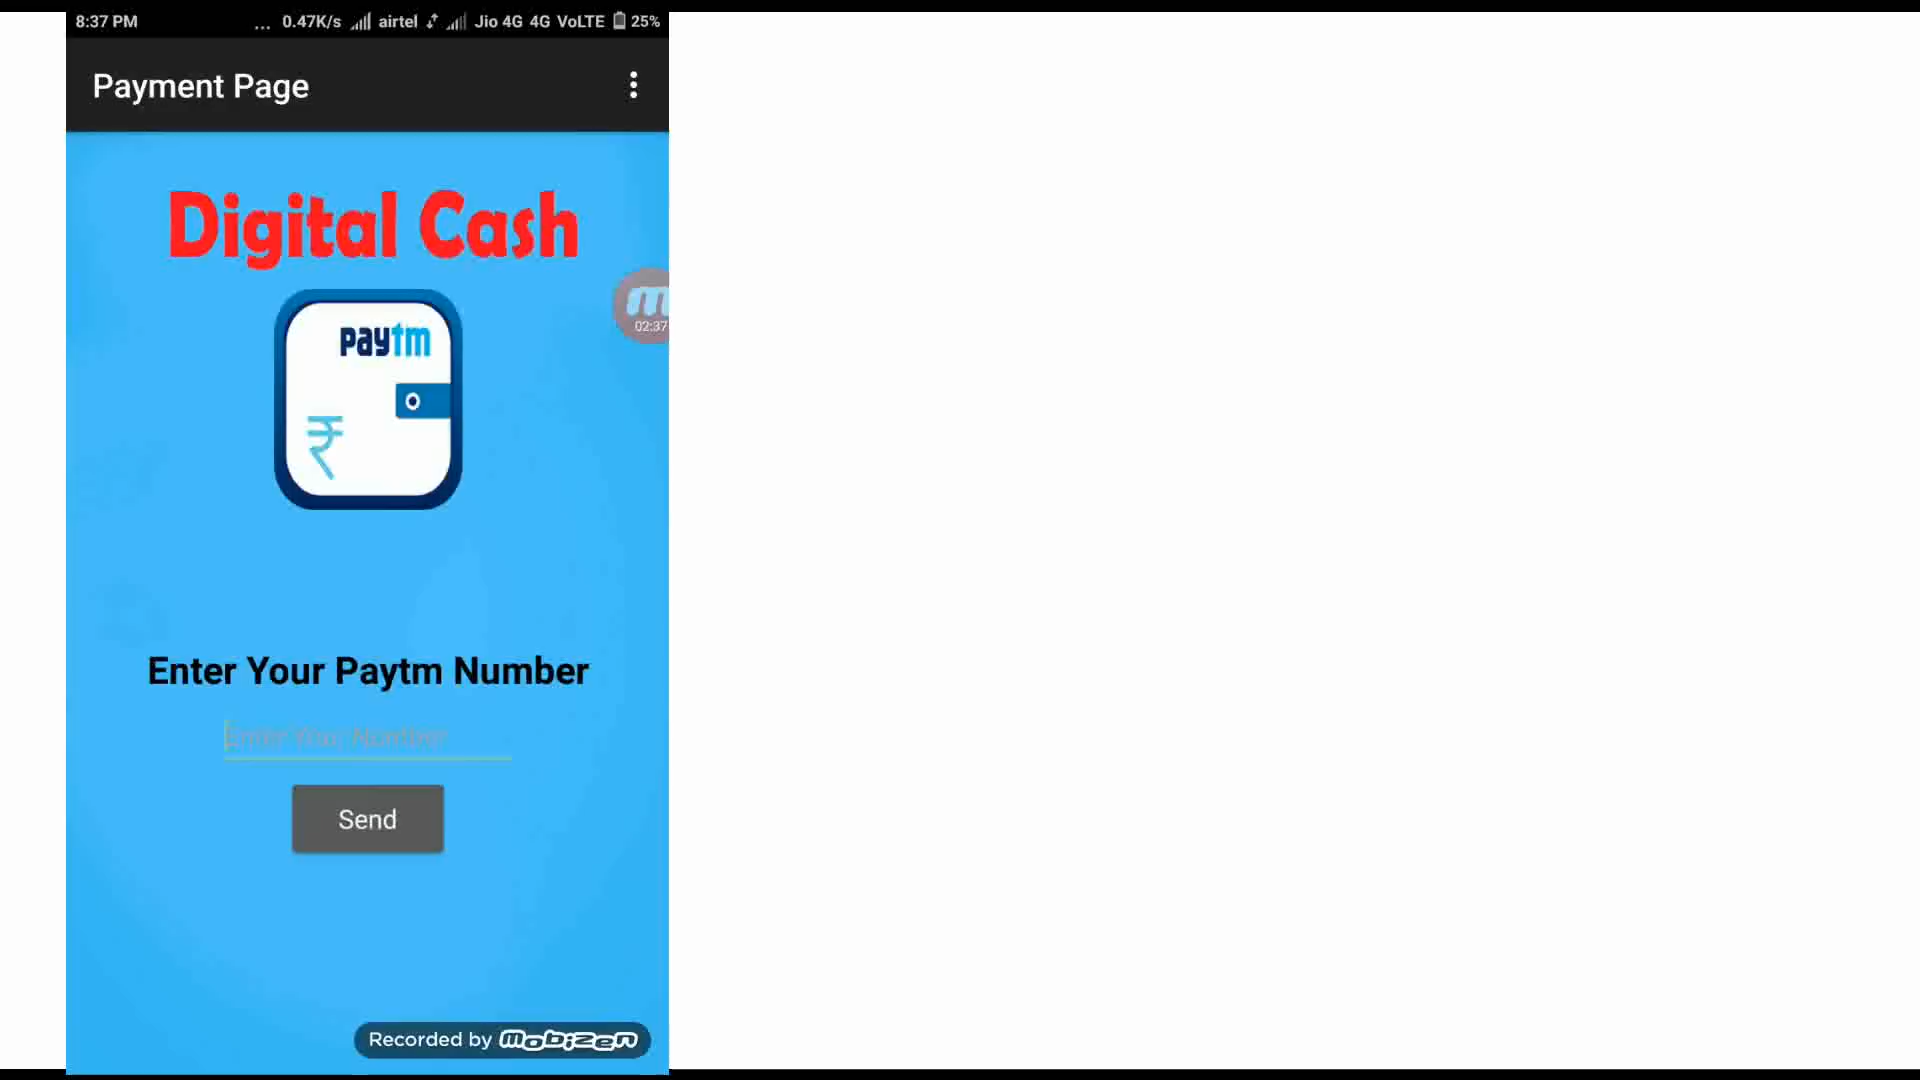 8:37 PM ... 0.47K/s airtel Jio 4G 4G VoLTE 25%
Payment Page
Digital Cash
paytm
m
02:37
₹
Enter Your Paytm Number
Enter Your Number
Send
Recorded by mobizen